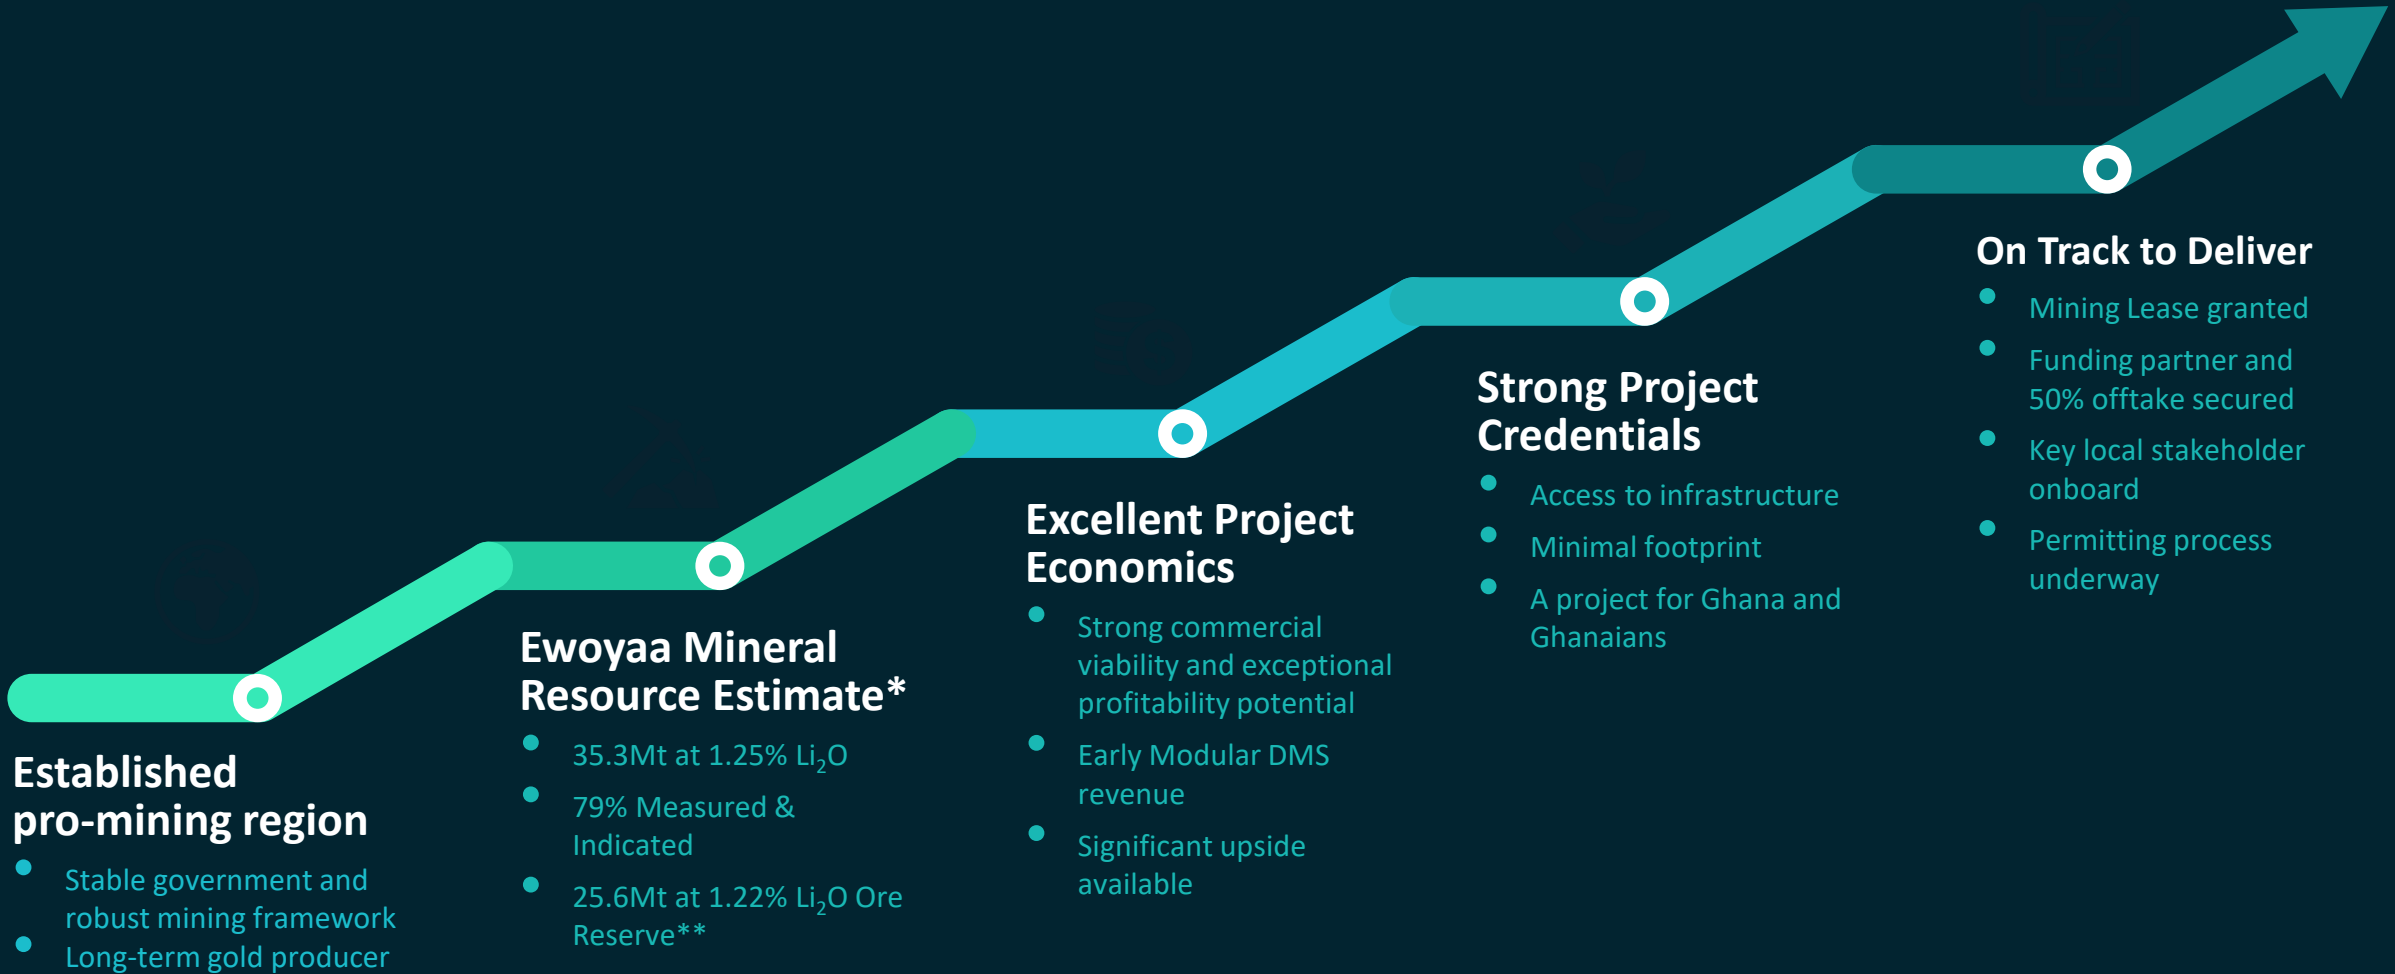 Established
pro-mining region
• Stable government and
robust mining framework
• Long-term gold producer
Ewoyaa Mineral
Resource Estimate*
• 35.3Mt at 1.25% Li₂O
• 79% Measured &
Indicated
• 25.6Mt at 1.22% Li₂O Ore
Reserve**
Excellent Project
Economics
• Strong commercial
viability and exceptional
profitability potential
• Early Modular DMS
revenue
• Significant upside
available
Strong Project
Credentials
• Access to infrastructure
• Minimal footprint
• A project for Ghana and
Ghanaians
On Track to Deliver
• Mining Lease granted
• Funding partner and
50% offtake secured
• Key local stakeholder
onboard
• Permitting process
underway